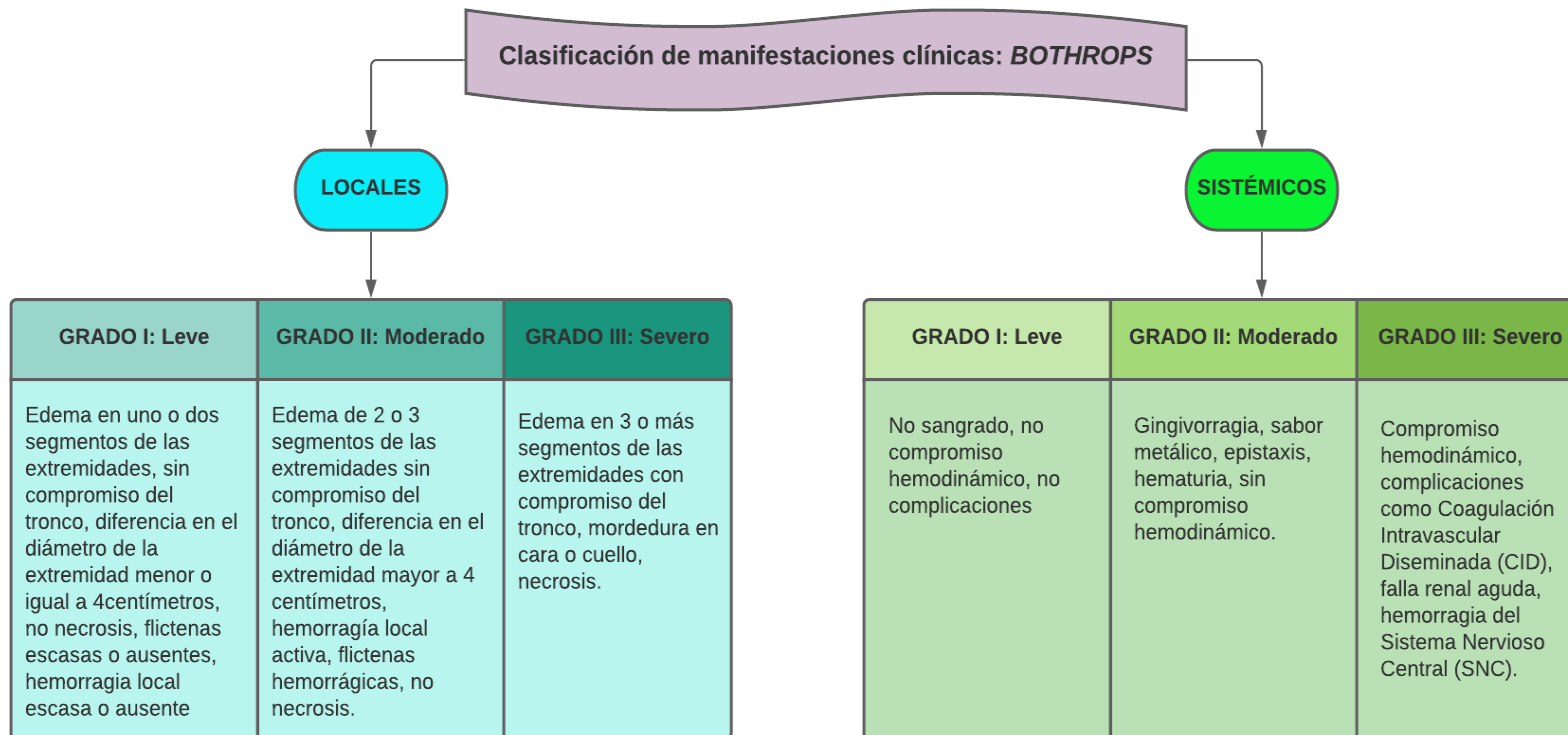 Clasificación de manifestaciones clínicas: BOTHROPS
LOCALES
GRADO I: Leve
Edema en uno o dos
segmentos de las
extremidades, sin
compromiso del
tronco, diferencia en el
diámetro de la
extremidad menor o
igual a 4centímetros,
no necrosis, flictenas
escasas o ausentes,
hemorragia local
escasa o ausente
GRADO II: Moderado
Edema de 2 o 3
segmentos de las
extremidades sin
compromiso del
tronco, diferencia en el
diámetro de la
extremidad mayor a 4
centímetros,
hemorragía local
activa, flictenas
hemorrágicas, no
necrosis.
GRADO III: Severo
Edema en 3 o más
segmentos de las
extremidades con
compromiso del
tronco, mordedura en
cara o cuello,
necrosis.
SISTÉMICOS
GRADO I: Leve
No sangrado, no
compromiso
hemodinámico, no
complicaciones
GRADO II: Moderado
Gingivorragia, sabor
metálico, epistaxis,
hematuria, sin
compromiso
hemodinámico.
GRADO III: Severo
Compromiso
hemodinámico,
complicaciones
como Coagulación
Intravascular
Diseminada (CID),
falla renal aguda,
hemorragia del
Sistema Nervioso
Central (SNC).